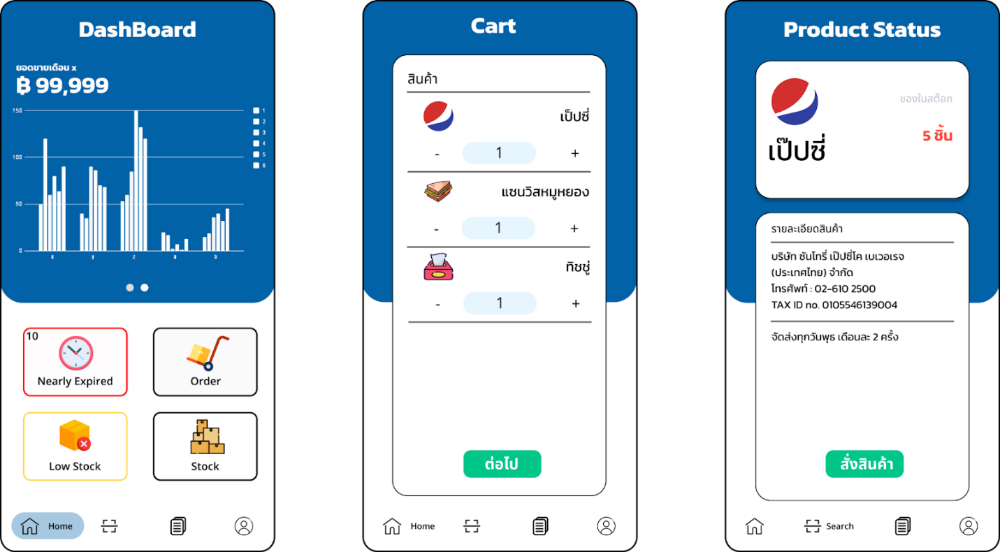 DashBoard
ยอดขายเดือน x
฿ 99,999
150
100
50
0
x
y
z
a
b
1
2
3
4
5
6
10
Nearly Expired
Order
Low Stock
Stock
Home
Cart
สินค้า
เป็ปซี่
- 1 +
แซนวิสหมูหยอง
- 1 +
ทิชชู่
- 1 +
ต่อไป
Home
Product Status
ของในสต๊อก
5 ชิ้น
เป๊ปซี่
รายละเอียดสินค้า
บริษัท ซันโทรี่ เป๊ปซี่โค เบเวอเรจ
(ประเทศไทย) จำกัด
โทรศัพท์ : 02-610 2500
TAX ID no. 0105546139004
จัดส่งทุกวันพุธ เดือนละ 2 ครั้ง
สั่งสินค้า
Search